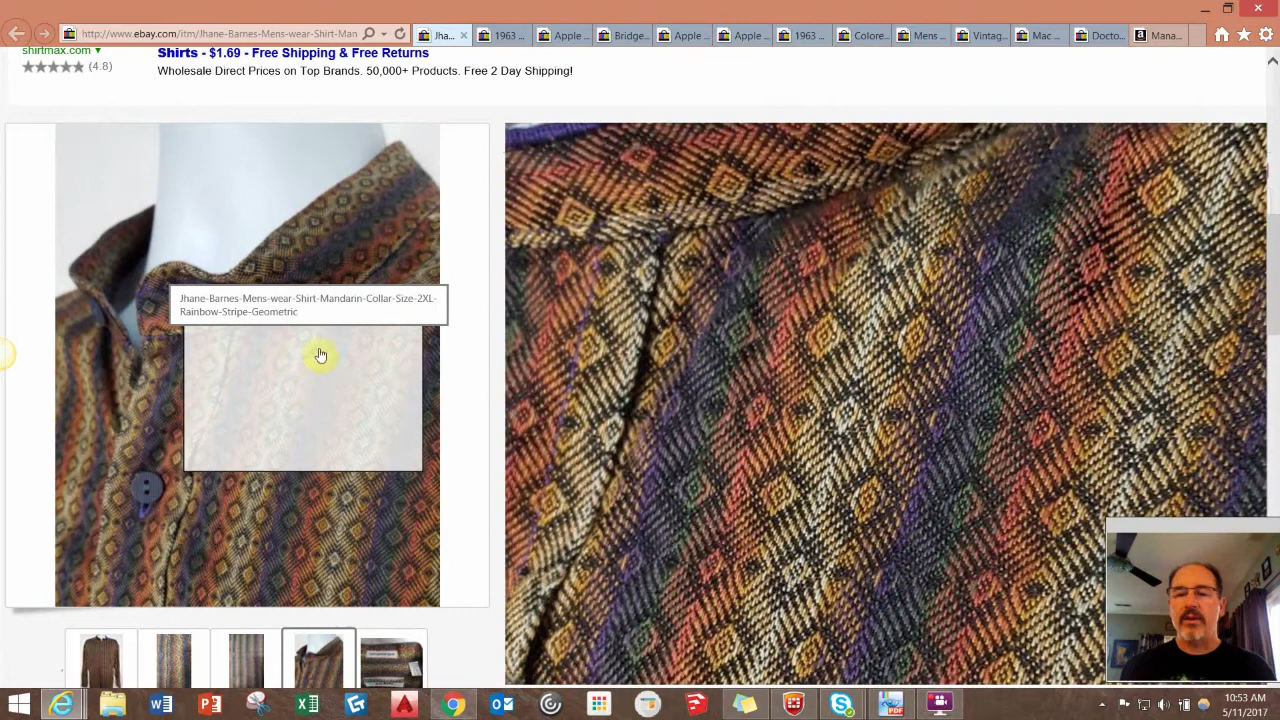 http://www.ebay.com/itm/Jhane-Barnes-Mens-wear-Shirt-Man
Jha...
1963
Apple
Bridge
Apple
Apple
1963
Colore
Mens
Vintag
Mac
Docto
Mana...
shirtmax.com
Shirts - $1.69 - Free Shipping & Free Returns
(4.8)
Wholesale Direct Prices on Top Brands. 50,000+ Products. Free 2 Day Shipping!
Jhane-Barnes-Mens-wear-Shirt-Mandarin-Collar-Size-2XL-
Rainbow-Stripe-Geometric
10:53 AM
5/11/2017